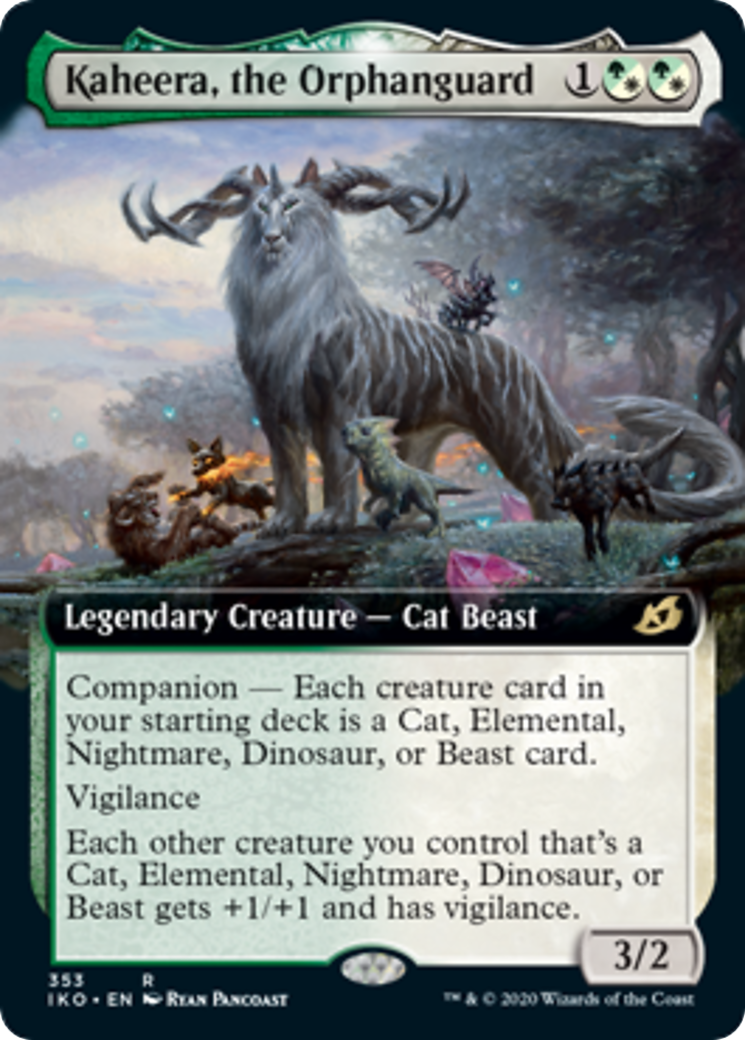 Kaheera, the Orphanguard 1
Legendary Creature — Cat Beast
Companion — Each creature card in
your starting deck is a Cat, Elemental,
Nightmare, Dinosaur, or Beast card.
Vigilance
Each other creature you control that's a
Cat, Elemental, Nightmare, Dinosaur, or
Beast gets +1/+1 and has vigilance.
3/2
353 R
IKO • EN Ryan Pancoast
™ & © 2020 Wizards of the Coast